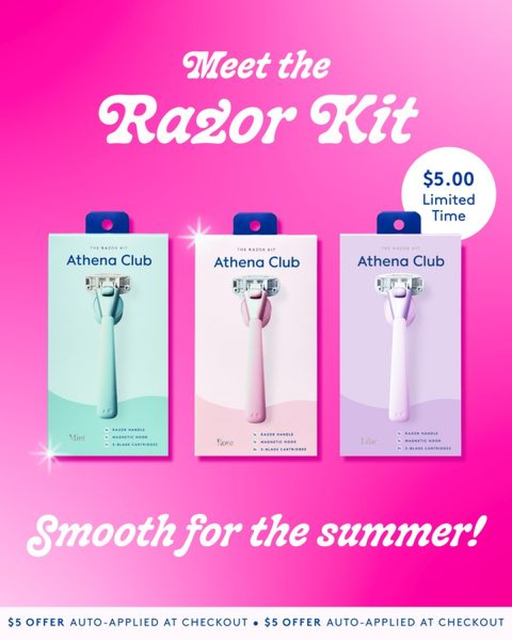 Meet the
Razor Kit
$5.00
Limited
Time
THE RAZOR KIT
Athena Club
RAZOR HANDLE
MAGNETIC HOOK
5-BLADE CARTRIDGES
Mint
THE RAZOR KIT
Athena Club
RAZOR HANDLE
MAGNETIC HOOK
5-BLADE CARTRIDGES
THE RAZOR KIT
Athena Club
RAZOR HANDLE
MAGNETIC HOOK
5-BLADE CARTRIDGES
Lilac
Smooth for the summer!
$5 OFFER AUTO-APPLIED AT CHECKOUT • $5 OFFER AUTO-APPLIED AT CHECKOUT